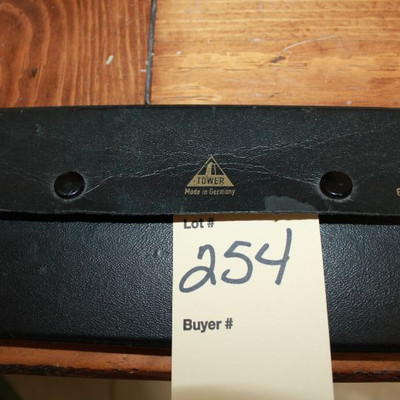 TOWER
Made in Germany
Lot #
254
Buyer #